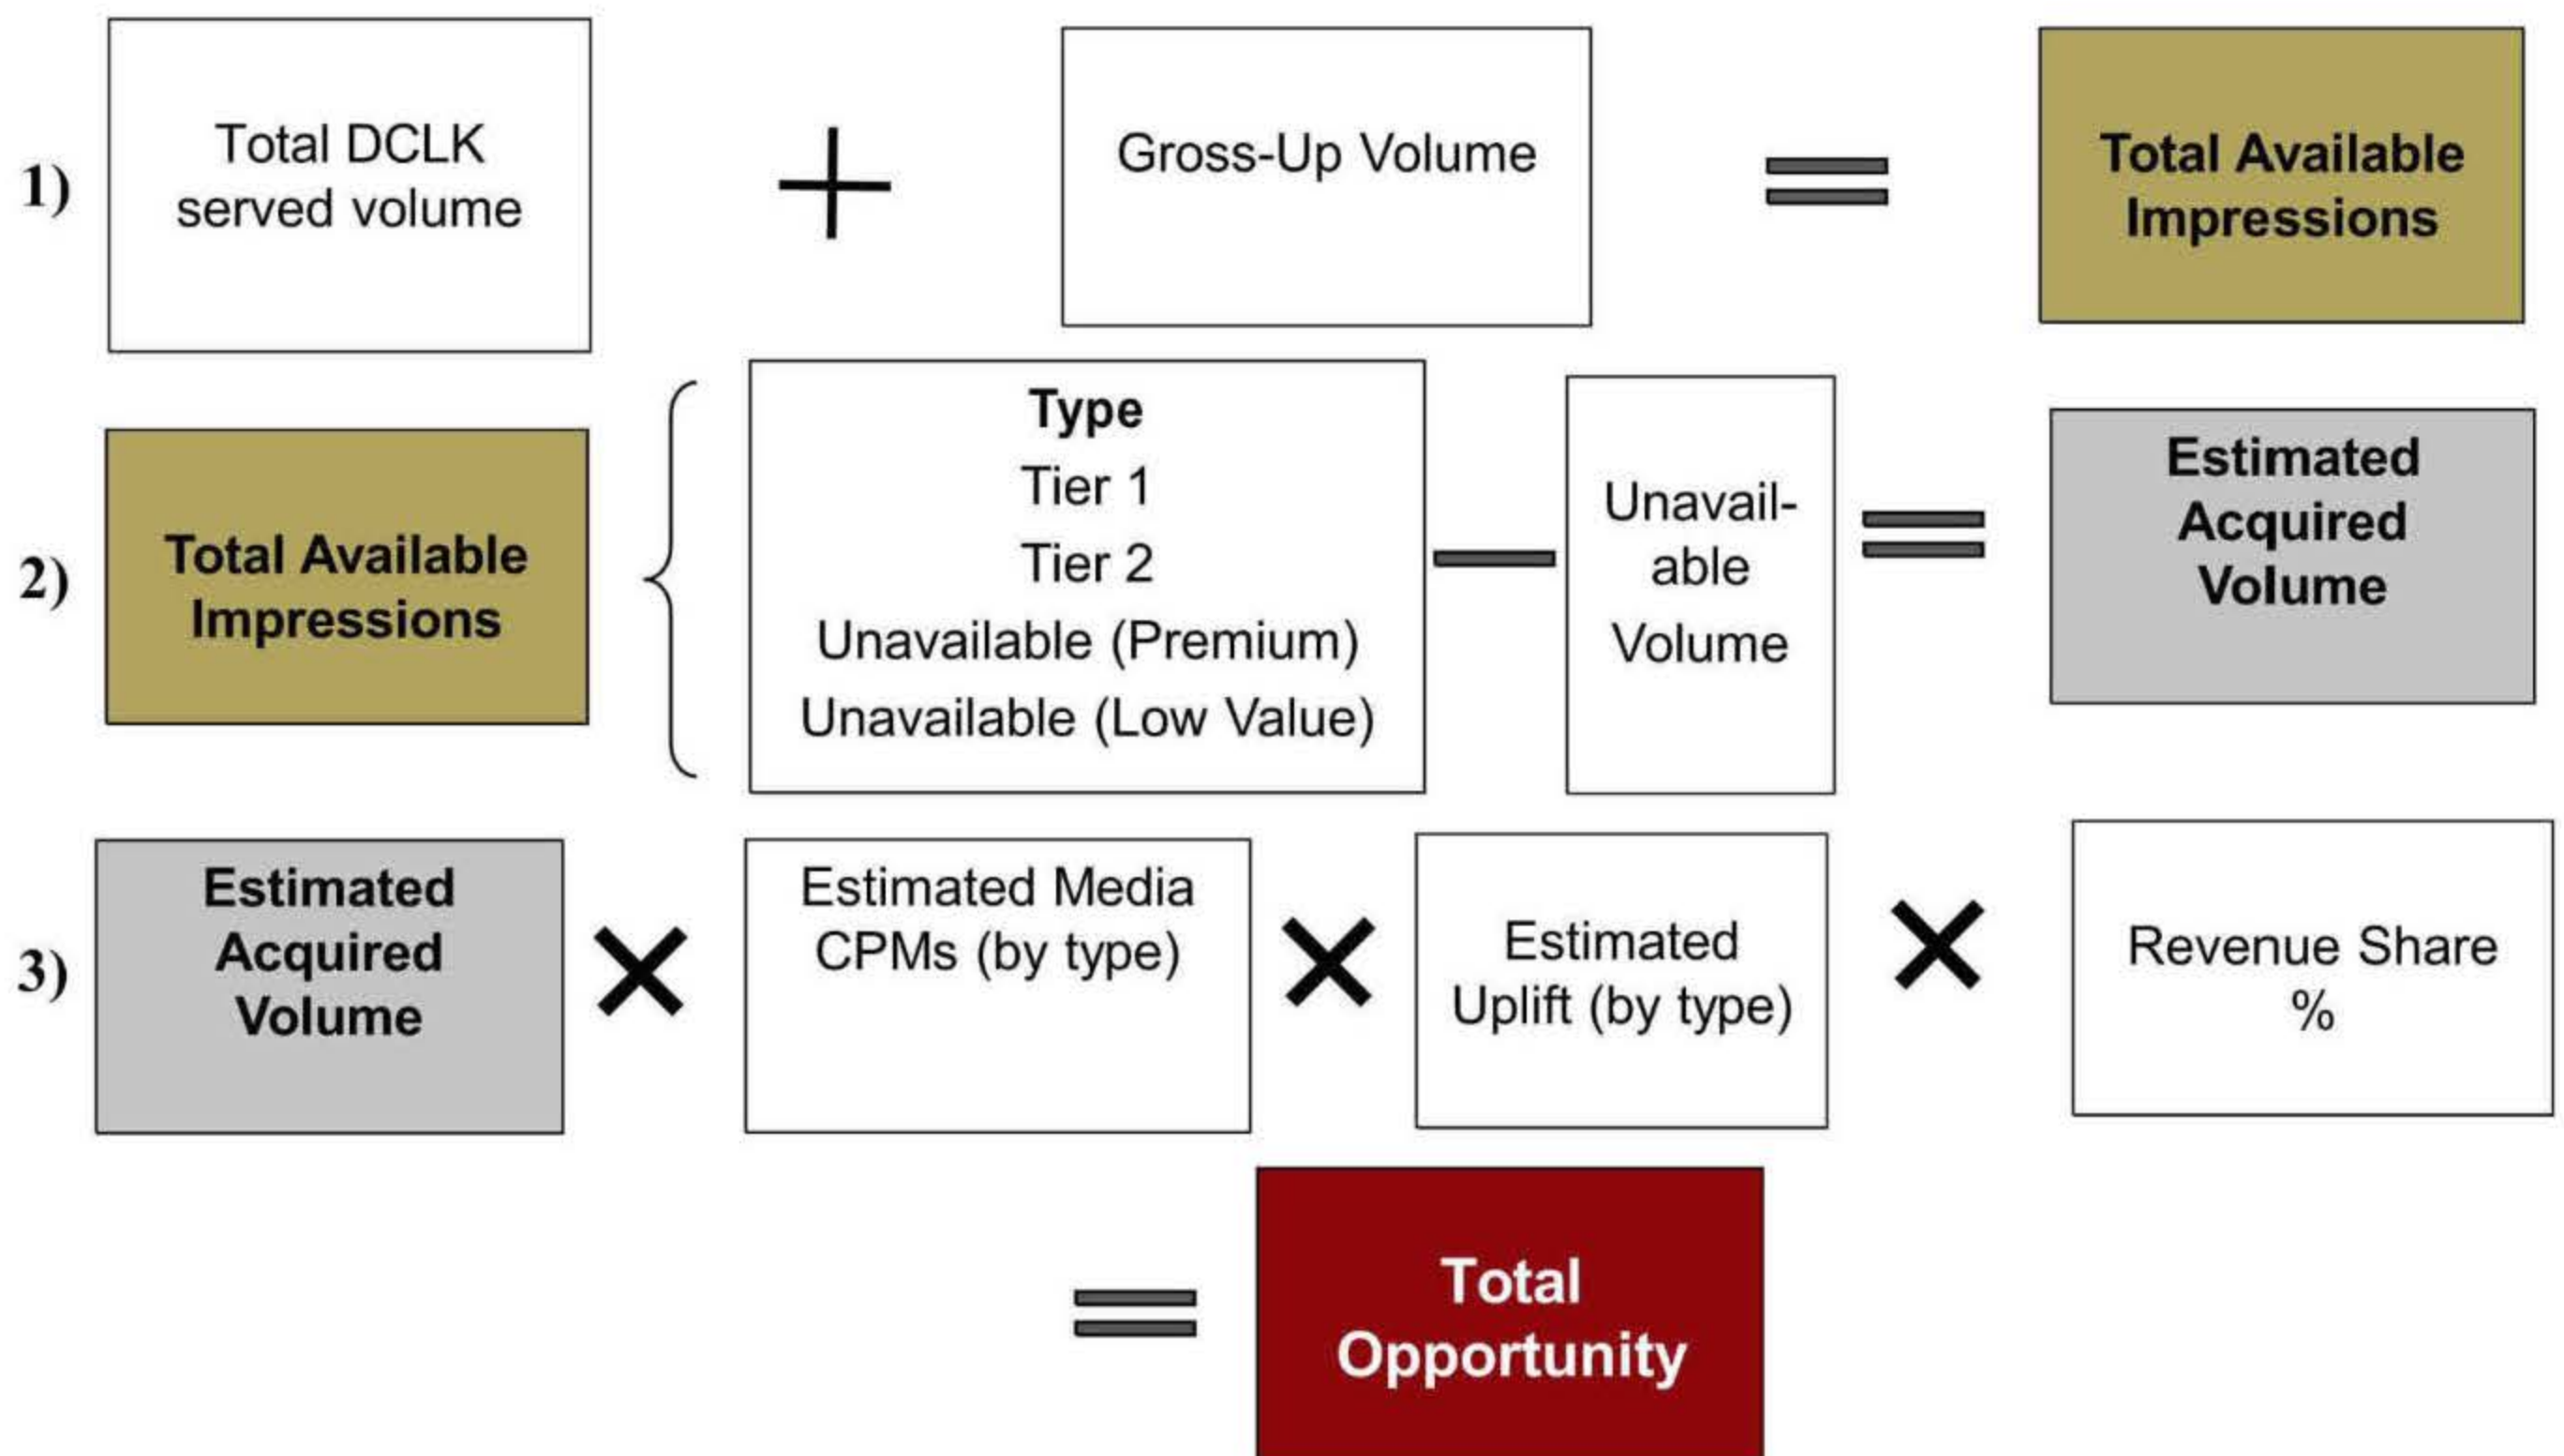 1)
Total DCLK
served volume
+
Gross-Up Volume
=
Total Available
Impressions
2)
Total Available
Impressions
{
Type
Tier 1
Tier 2
Unavailable (Premium)
Unavailable (Low Value)
−
Unavail-
able
Volume
=
Estimated
Acquired
Volume
3)
Estimated
Acquired
Volume
×
Estimated Media
CPMs (by type)
×
Estimated
Uplift (by type)
×
Revenue Share
%
=
Total
Opportunity